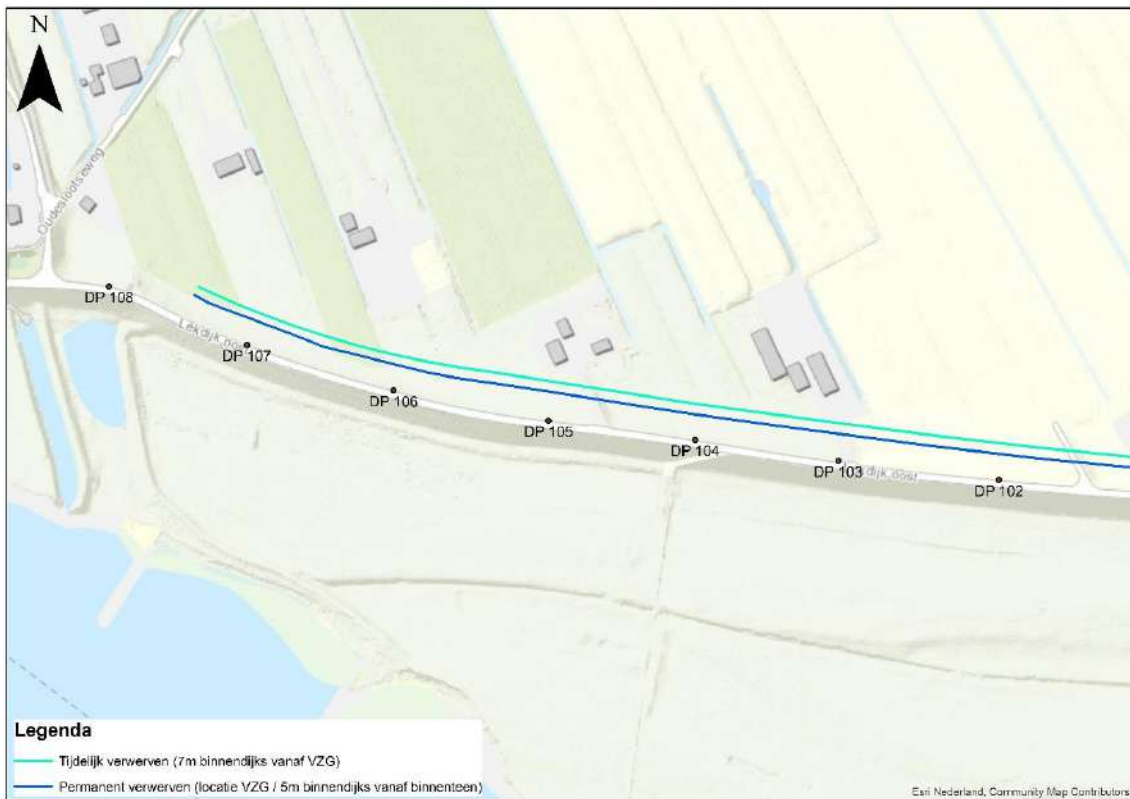 N
Oudeslootseweg
DP 108
Lekdijk oost
DP 107
DP 106
DP 105
DP 104
DP 103
dijk oost
DP 102
Legenda
Tijdelijk verwerven (7m binnendijks vanaf VZG)
Permanent verwerven (locatie VZG / 5m binnendijks vanaf binnenteen)
Esri Nederland, Community Map Contributors